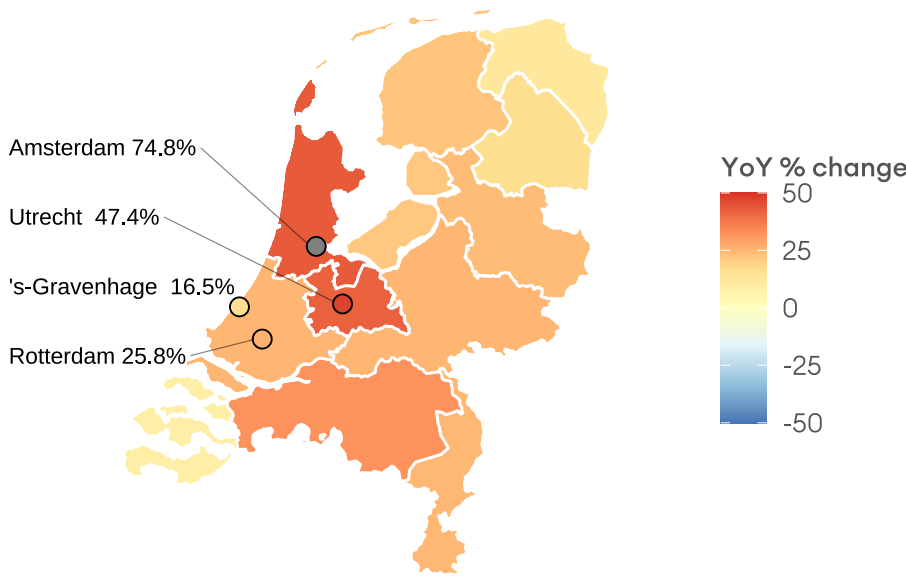 Amsterdam 74.8%
Utrecht 47.4%
's-Gravenhage 16.5%
Rotterdam 25.8%
YoY % change
50
25
0
-25
-50